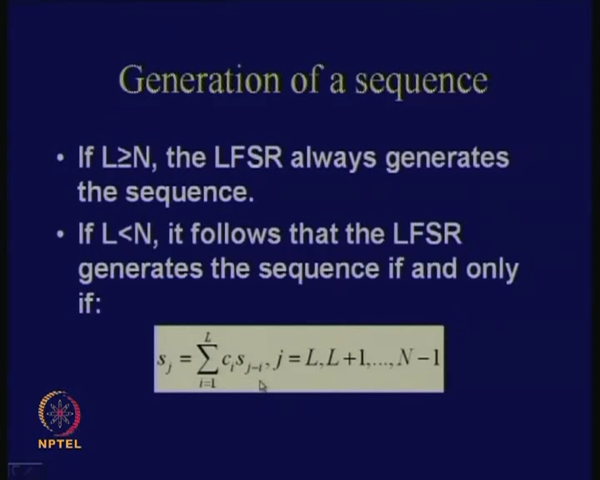 Generation of a sequence
• If L≥N, the LFSR always generates
the sequence.
• If L<N, it follows that the LFSR
generates the sequence if and only
if:
s_j = \sum_{i=1}^{L} c_i s_{j-i}, j = L, L+1,..., N-1
NPTEL